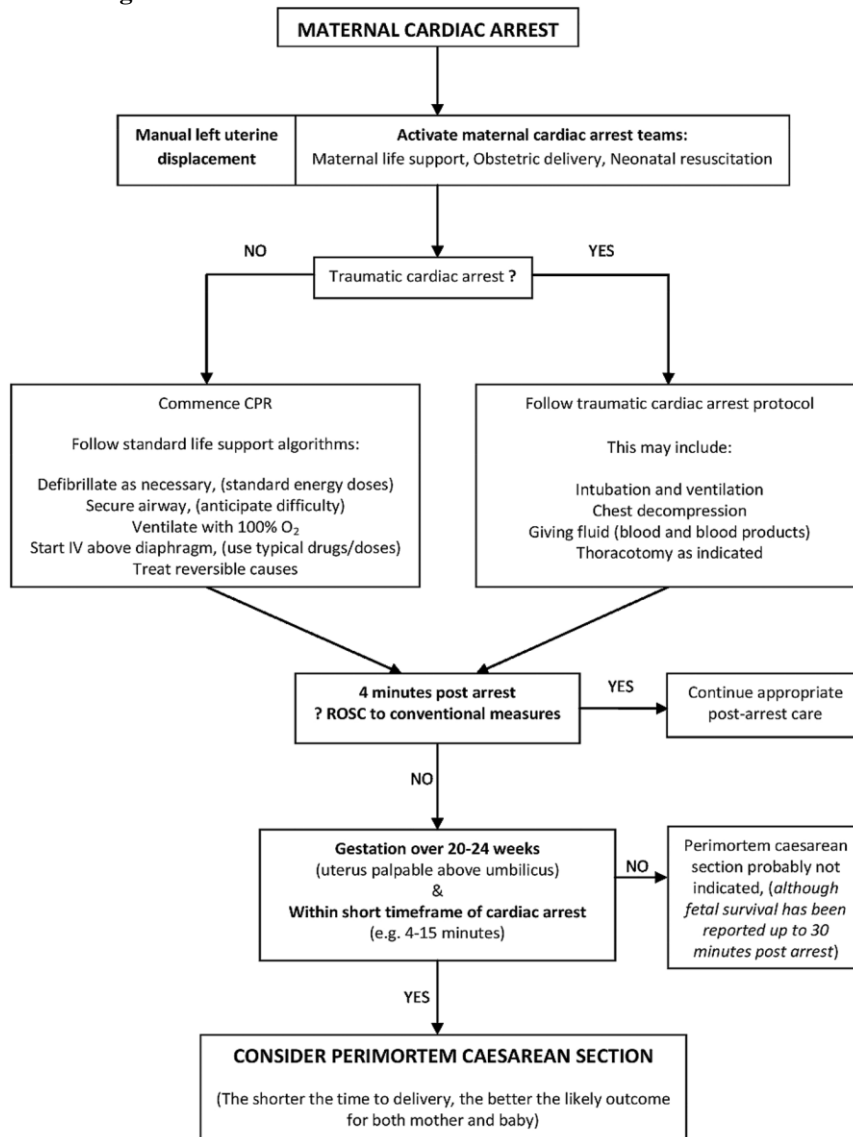 MATERNAL CARDIAC ARREST
Manual left uterine
displacement
Activate maternal cardiac arrest teams:
Maternal life support, Obstetric delivery, Neonatal resuscitation
NO
YES
Traumatic cardiac arrest ?
Commence CPR
Follow standard life support algorithms:
Defibrillate as necessary, (standard energy doses)
Secure airway, (anticipate difficulty)
Ventilate with 100% O₂
Start IV above diaphragm, (use typical drugs/doses)
Treat reversible causes
Follow traumatic cardiac arrest protocol
This may include:
Intubation and ventilation
Chest decompression
Giving fluid (blood and blood products)
Thoracotomy as indicated
4 minutes post arrest
? ROSC to conventional measures
YES
Continue appropriate
post-arrest care
NO
Gestation over 20-24 weeks
(uterus palpable above umbilicus)
&
Within short timeframe of cardiac arrest
(e.g. 4-15 minutes)
NO
Perimortem caesarean
section probably not
indicated, (although
fetal survival has been
reported up to 30
minutes post arrest)
YES
CONSIDER PERIMORTEM CAESAREAN SECTION
(The shorter the time to delivery, the better the likely outcome
for both mother and baby)